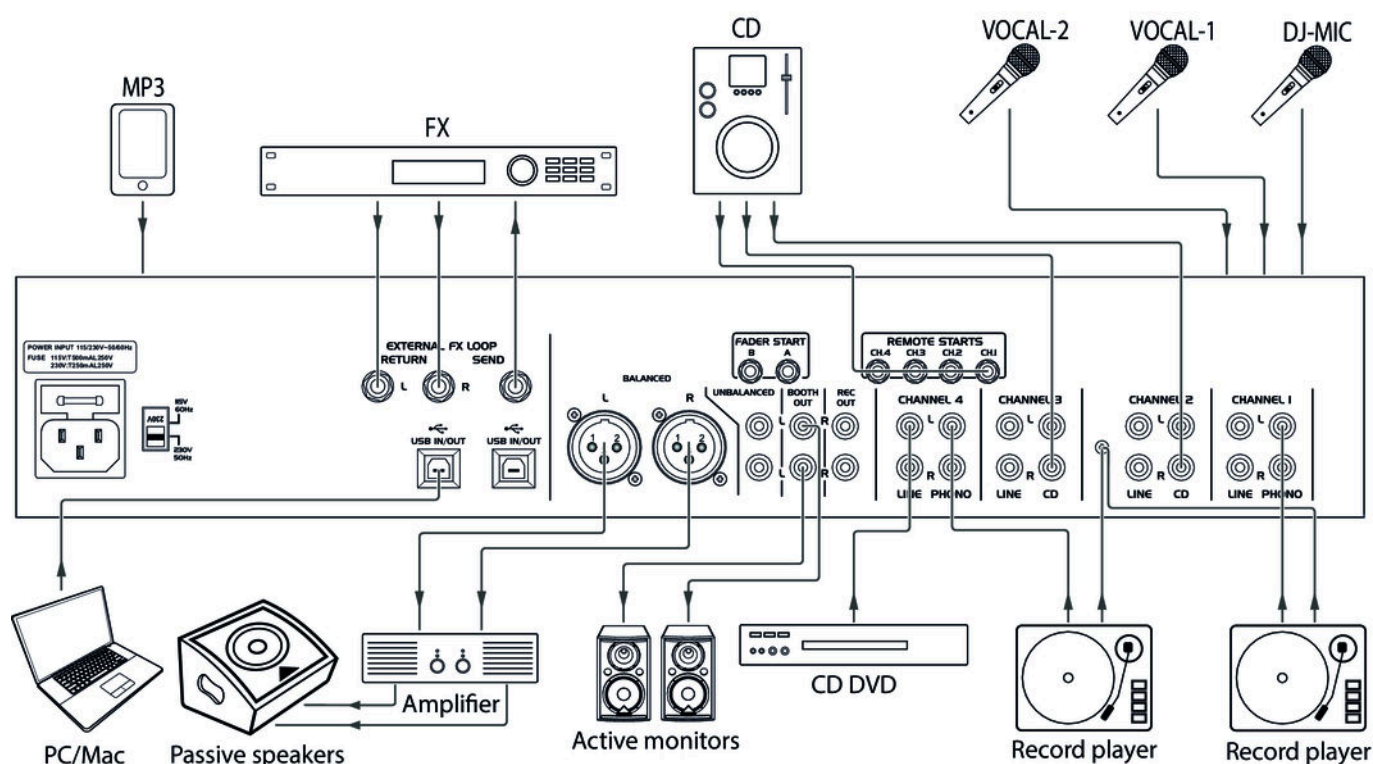 MP3
FX
CD
VOCAL-2
VOCAL-1
DJ-MIC
POWER INPUT 115/230V~50/60Hz
FUSE 115V:T500mAL250V
230V:T250mAL250V
115V
60Hz
230V
230V
50Hz
EXTERNAL FX LOOP
RETURN
SEND
L
R
USB IN/OUT
USB IN/OUT
BALANCED
L
R
1
2
1
2
FADER START
B
A
UNBALANCED
BOOTH
OUT
REC
OUT
L
R
L
R
REMOTE STARTS
CH.4
CH.3
CH.2
CH.1
CHANNEL 4
L
R
LINE
PHONO
CHANNEL 3
L
R
LINE
CD
CHANNEL 2
L
R
LINE
CD
CHANNEL 1
L
R
LINE
PHONO
PC/Mac
Passive speakers
Amplifier
Active monitors
CD DVD
Record player
Record player